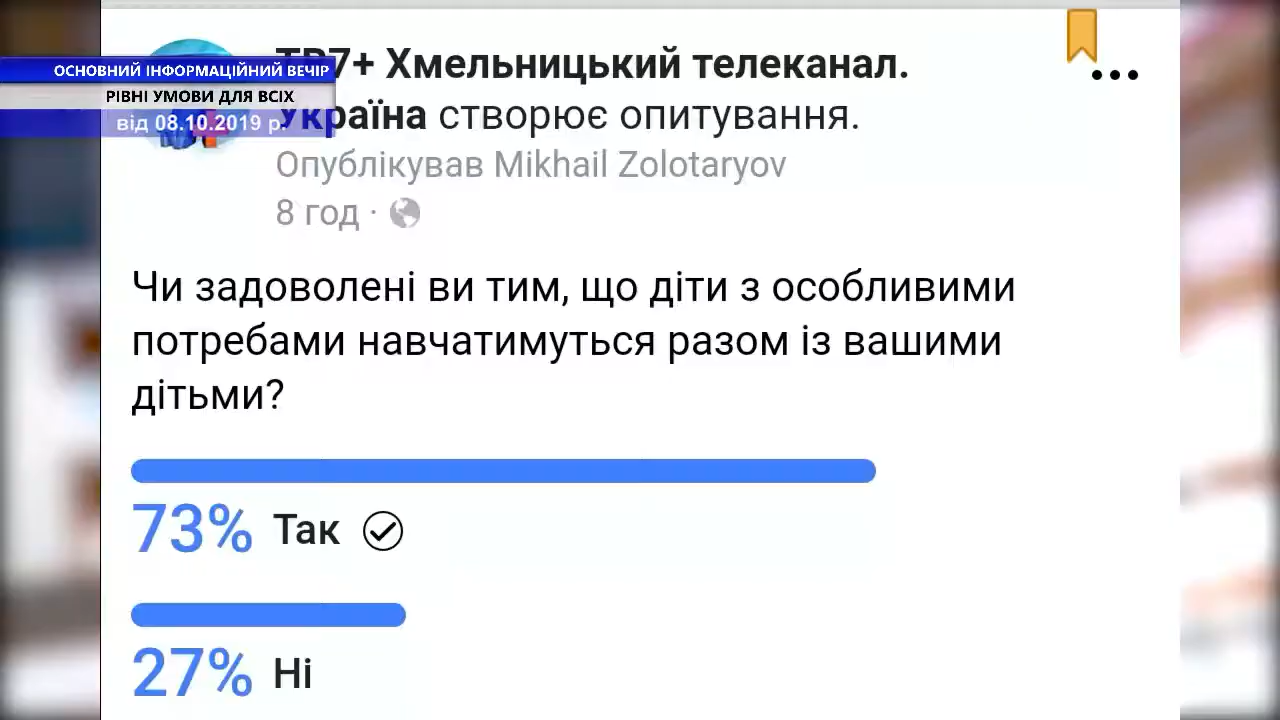 ОСНОВНИЙ ІНФОРМАЦІЙНИЙ ВЕЧІР
РІВНІ УМОВИ ДЛЯ ВСІХ
від 08.10.2019 р.
ТВ7+ Хмельницький телеканал.
Україна створює опитування.
Опублікував Mikhail Zolotaryov
8 год ·
Чи задоволені ви тим, що діти з особливими
потребами навчатимуться разом із вашими
дітьми?
73% Так
27% Ні